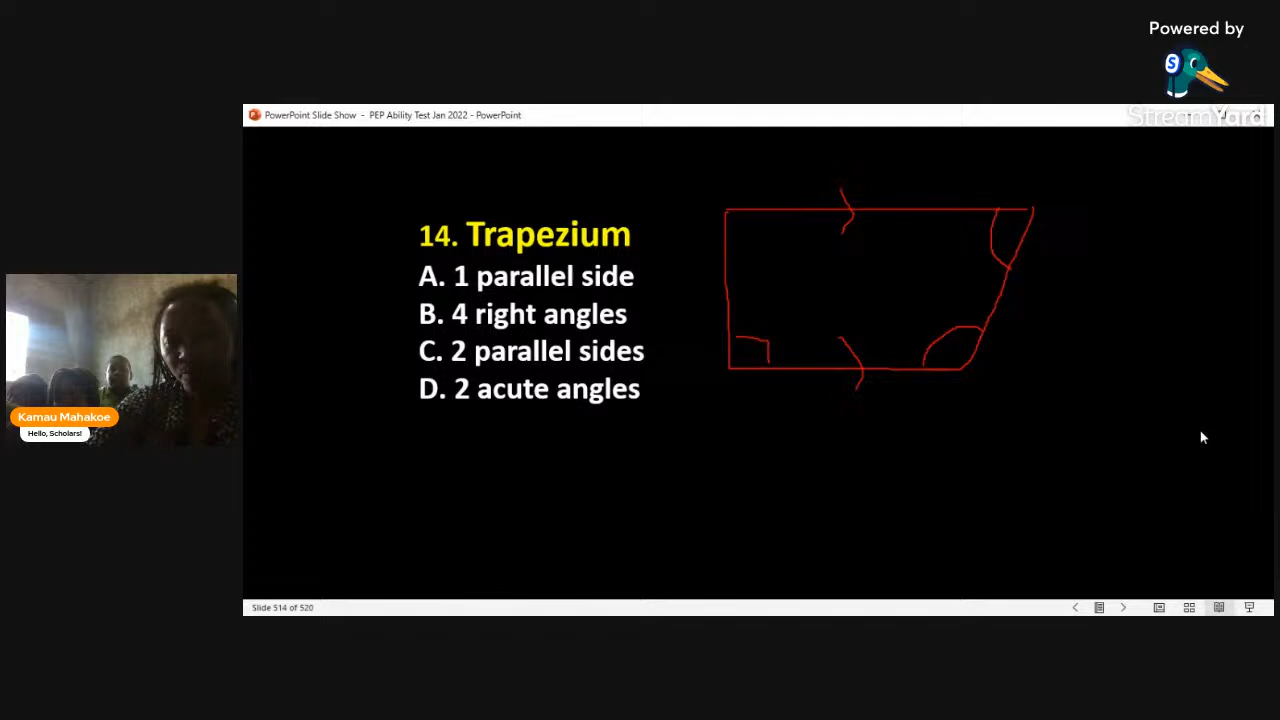 Powered by
StreamYard
PowerPoint Slide Show - PEP Ability Test Jan 2022 - PowerPoint
14. Trapezium
A. 1 parallel side
B. 4 right angles
C. 2 parallel sides
D. 2 acute angles
Kamau Mahakoe
Hello, Scholars!
Slide 514 of 520